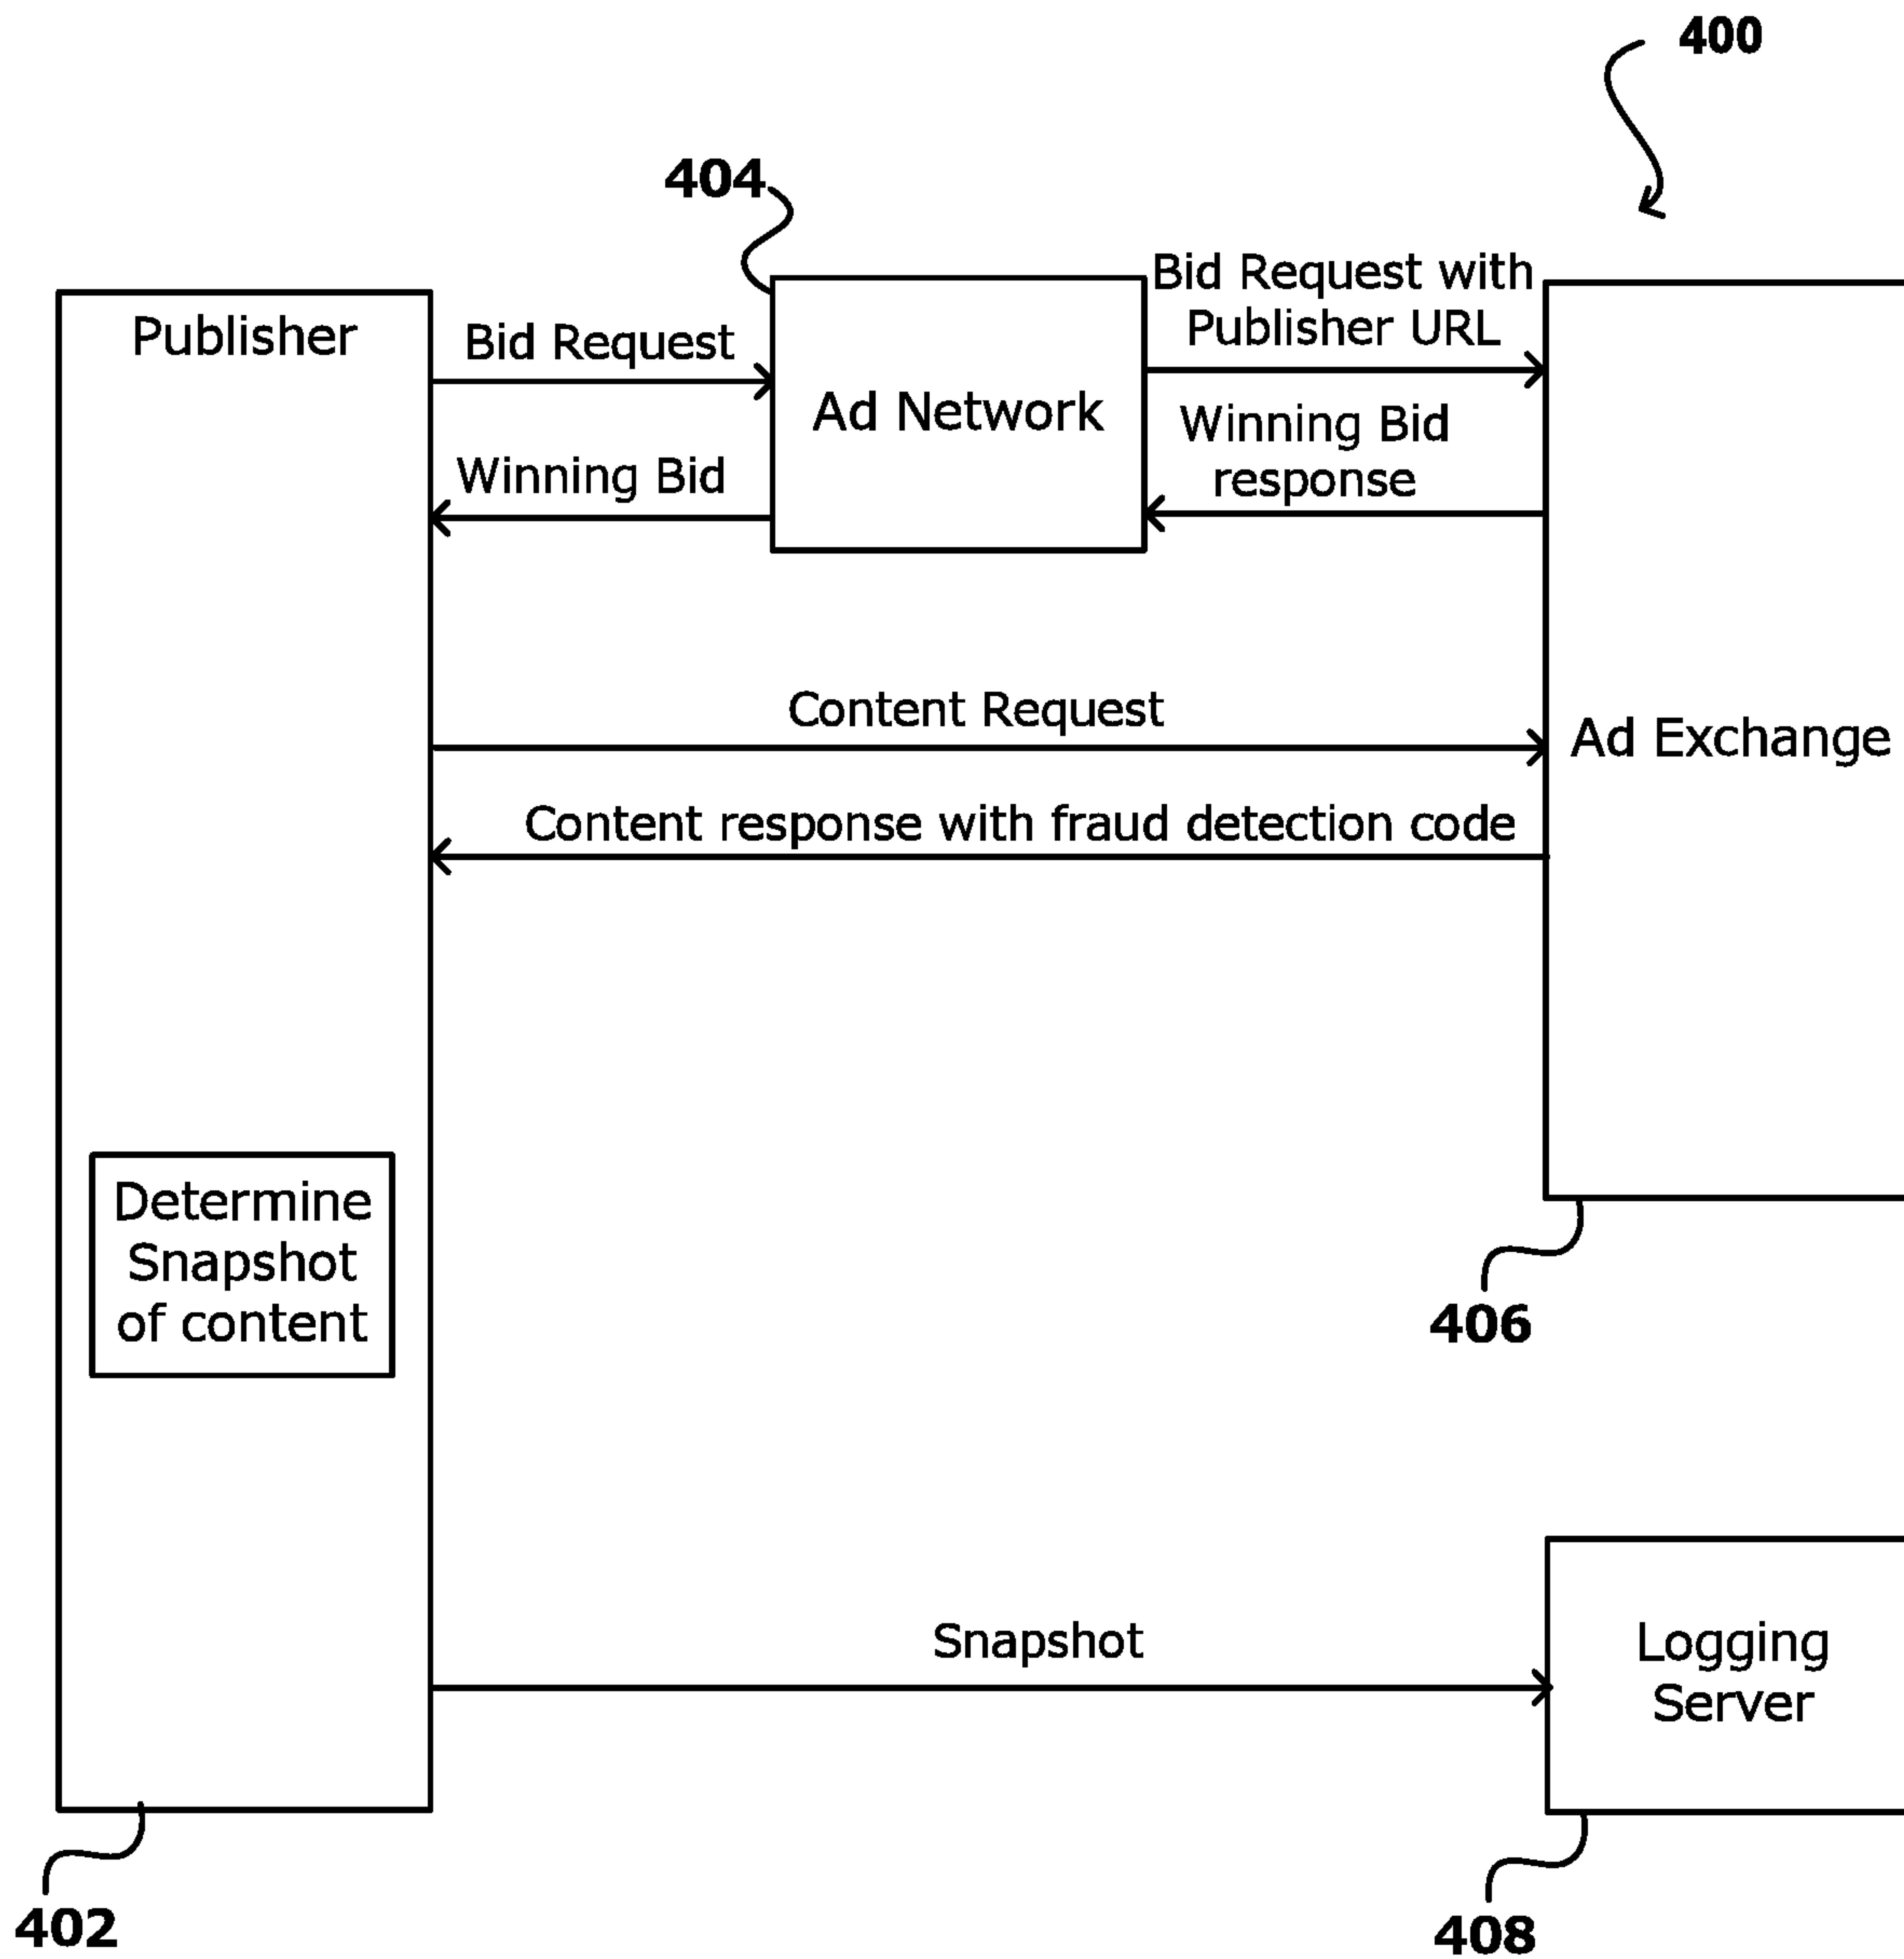 400
404
Bid Request with
Publisher URL
Publisher
Bid Request
Ad Network
Winning Bid
response
Winning Bid
Content Request
Ad Exchange
Content response with fraud detection code
Determine
Snapshot
of content
406
Snapshot
Logging
Server
402
408